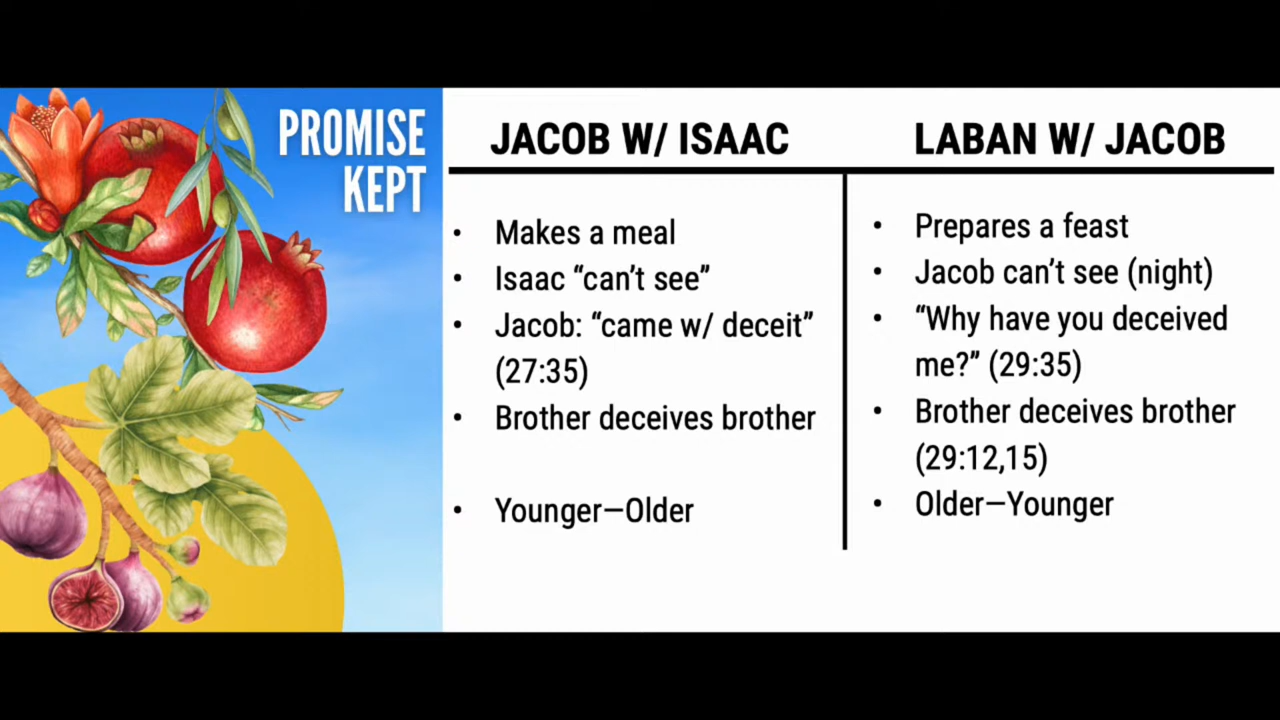 PROMISE
KEPT
JACOB W/ ISAAC
• Makes a meal
• Isaac “can’t see”
• Jacob: “came w/ deceit”
(27:35)
• Brother deceives brother
• Younger—Older
LABAN W/ JACOB
• Prepares a feast
• Jacob can’t see (night)
• “Why have you deceived
me?” (29:35)
• Brother deceives brother
(29:12,15)
• Older—Younger